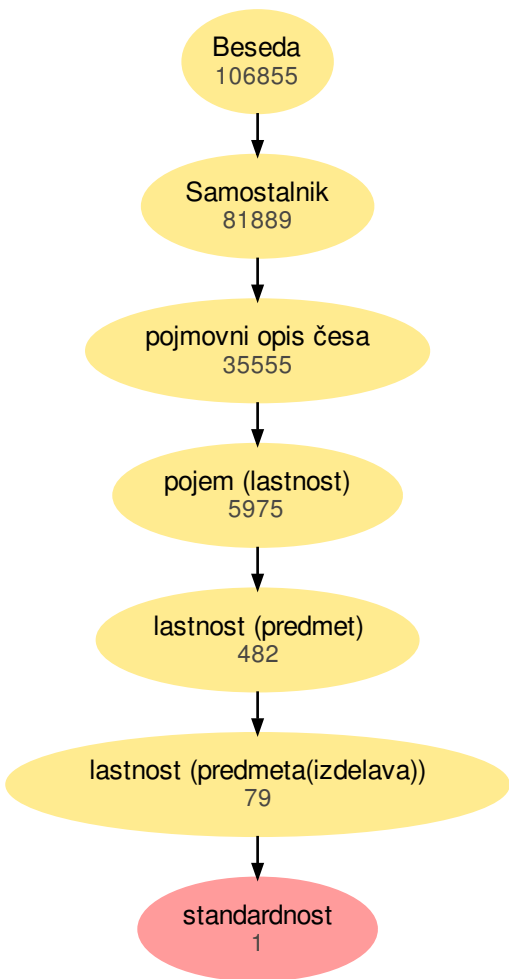 Beseda
106855
Samostalnik
81889
pojmovni opis česa
35555
pojem (lastnost)
5975
lastnost (predmet)
482
lastnost (predmeta(izdelava))
79
standardnost
1